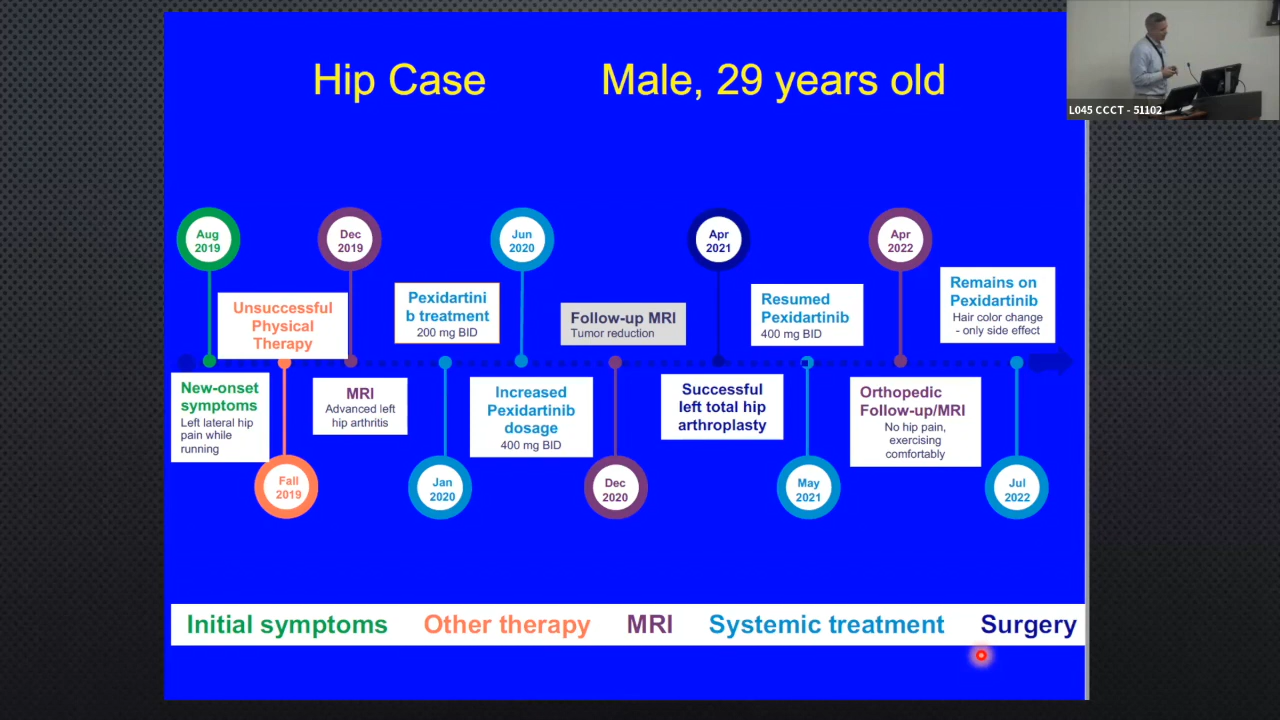 Hip Case
Male, 29 years old
L045 CCCT - 51102
Aug
2019
Dec
2019
Jun
2020
Apr
2021
Apr
2022
Unsuccessful
Physical
Therapy
Pexidartini
b treatment
200 mg BID
Follow-up MRI
Tumor reduction
Resumed
Pexidartinib
400 mg BID
Remains on
Pexidartinib
Hair color change
- only side effect
New-onset
symptoms
Left lateral hip
pain while
running
MRI
Advanced left
hip arthritis
Increased
Pexidartinib
dosage
400 mg BID
Successful
left total hip
arthroplasty
Orthopedic
Follow-up/MRI
No hip pain,
exercising
comfortably
Fall
2019
Jan
2020
Dec
2020
May
2021
Jul
2022
Initial symptoms
Other therapy
MRI
Systemic treatment
Surgery